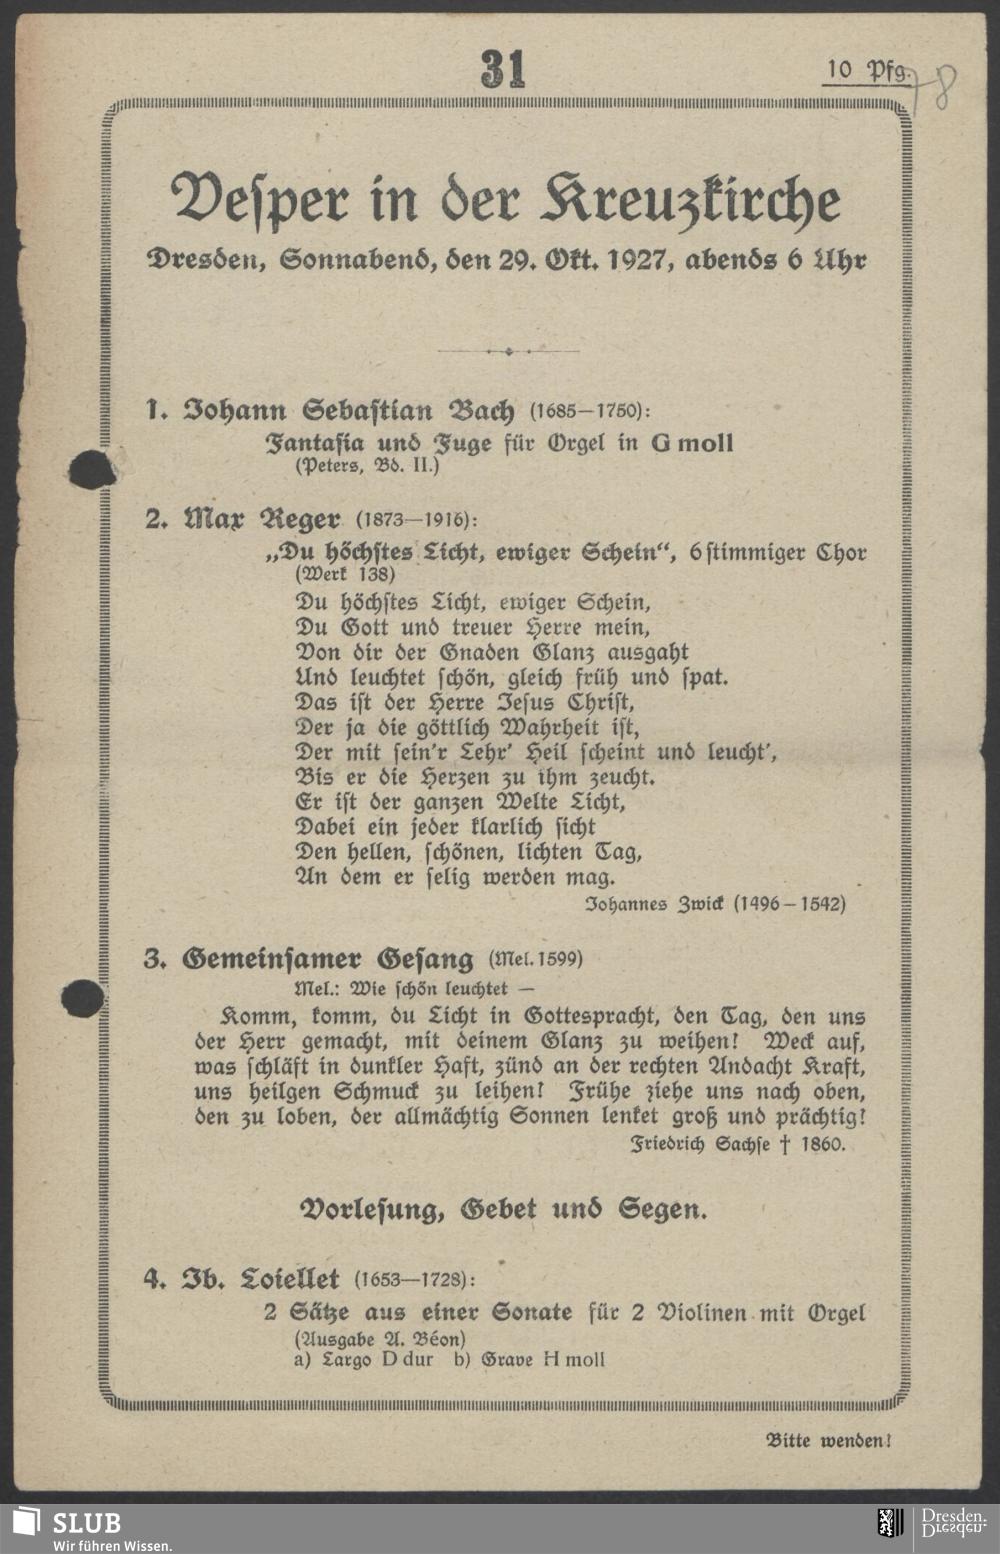 31
10 Pfg.
78
Vesper in der Kreuzkirche
Dresden, Sonnabend, den 29. Okt. 1927, abends 6 Uhr
1. Johann Sebastian Bach (1685–1750):
Fantasia und Fuge für Orgel in G moll
(Peters, Bd. II.)
2. Max Reger (1873—1916):
„Du höchstes Licht, ewiger Schein“, 6 stimmiger Chor
(Werk 138)
Du höchstes Licht, ewiger Schein,
Du Gott und treuer Herre mein,
Von dir der Gnaden Glanz ausgaht
Und leuchtet schön, gleich früh und spat.
Das ist der Herre Jesus Christ,
Der ja die göttlich Wahrheit ist,
Der mit sein'r Lehr' Heil scheint und leucht',
Bis er die Herzen zu ihm zeucht.
Er ist der ganzen Welte Licht,
Dabei ein jeder klarlich sicht
Den hellen, schönen, lichten Tag,
An dem er selig werden mag.
Johannes Zwick (1496–1542)
3. Gemeinsamer Gesang (Mel. 1599)
Mel.: Wie schön leuchtet —
Komm, komm, du Licht in Gottespracht, den Tag, den uns
der Herr gemacht, mit deinem Glanz zu weihen! Weck auf,
was schläft in dunkler Haft, zünd an der rechten Andacht Kraft,
uns heilgen Schmuck zu leihen! Frühe ziehe uns nach oben,
den zu loben, der allmächtig Sonnen lenket groß und prächtig!
Friedrich Sachse † 1860.
Vorlesung, Gebet und Segen.
4. Jb. Loiellet (1653—1728):
2 Sätze aus einer Sonate für 2 Violinen mit Orgel
(Ausgabe A. Béon)
a) Largo D dur b) Grave H moll
Bitte wenden!
SLUB
Wir führen Wissen.
Dresden.
Dresden.